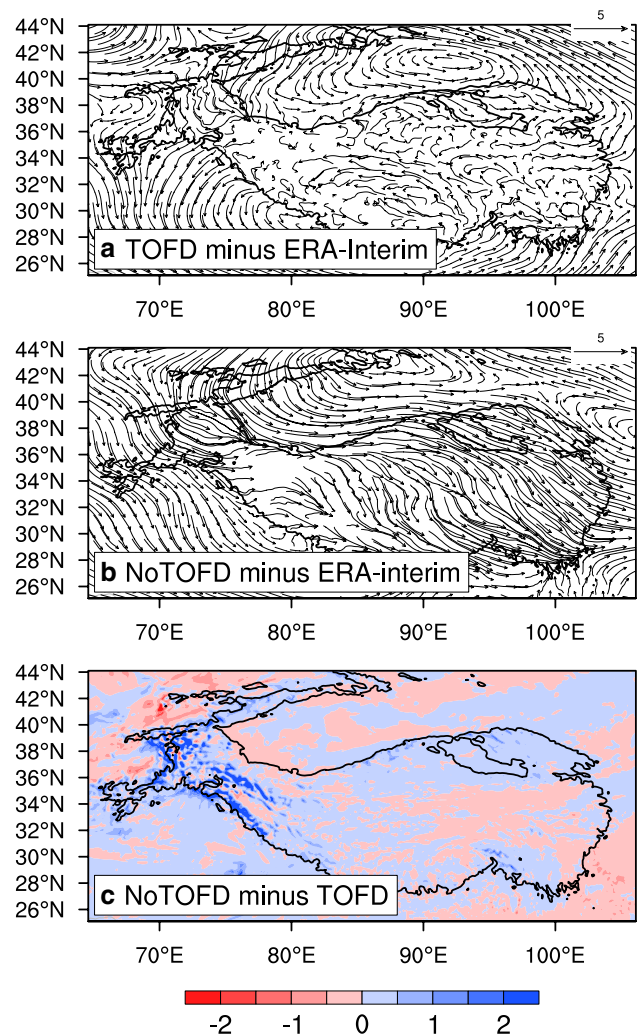 5
44°N
42°N
40°N
38°N
36°N
34°N
32°N
30°N
28°N
26°N
a TOFD minus ERA-Interim
70°E 80°E 90°E 100°E
5
44°N
42°N
40°N
38°N
36°N
34°N
32°N
30°N
28°N
26°N
b NoTOFD minus ERA-interim
70°E 80°E 90°E 100°E
44°N
42°N
40°N
38°N
36°N
34°N
32°N
30°N
28°N
26°N
c NoTOFD minus TOFD
70°E 80°E 90°E 100°E
-2 -1 0 1 2